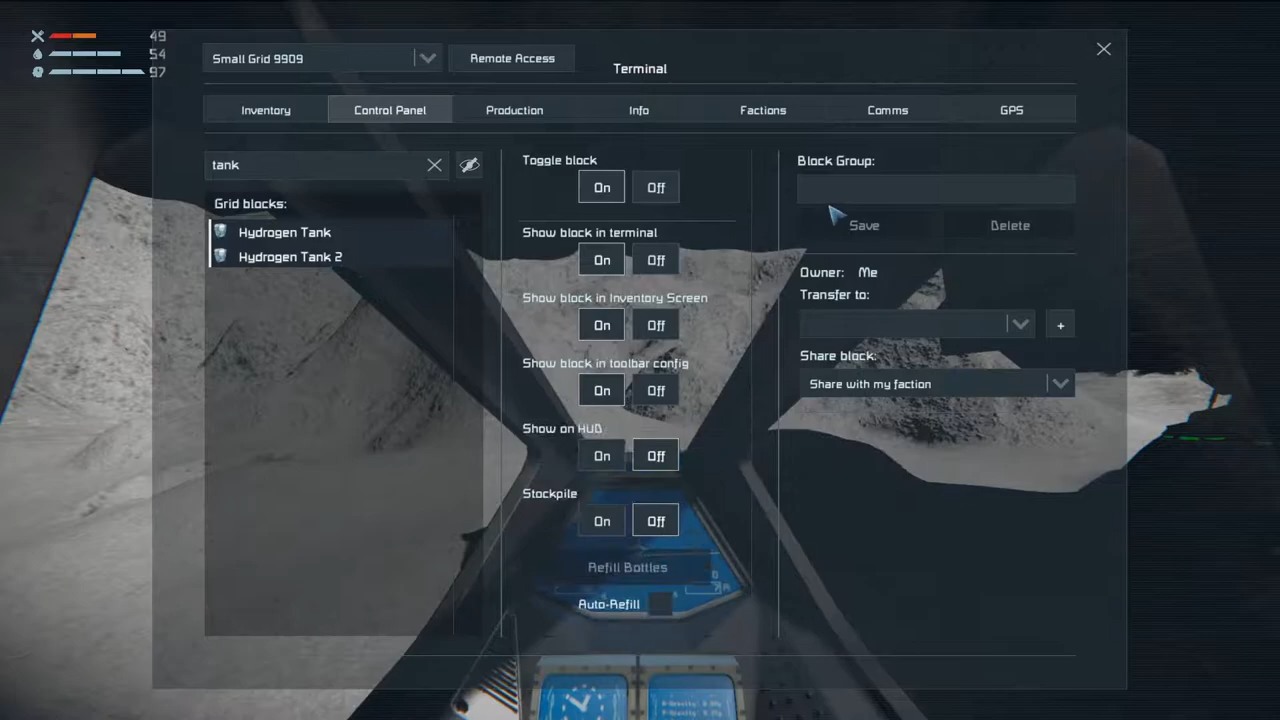 49
54
97
Small Grid 9909
Remote Access
Terminal
Inventory
Control Panel
Production
Info
Factions
Comms
GPS
tank
Grid blocks:
Hydrogen Tank
Hydrogen Tank 2
Toggle block
On Off
Show block in terminal
On Off
Show block in Inventory Screen
On Off
Show block in toolbar config
On Off
Show on HUD
On Off
Stockpile
On Off
Refill Bottles
Auto-Refill
Block Group:
Save
Delete
Owner: Me
Transfer to:
+
Share block:
Share with my faction